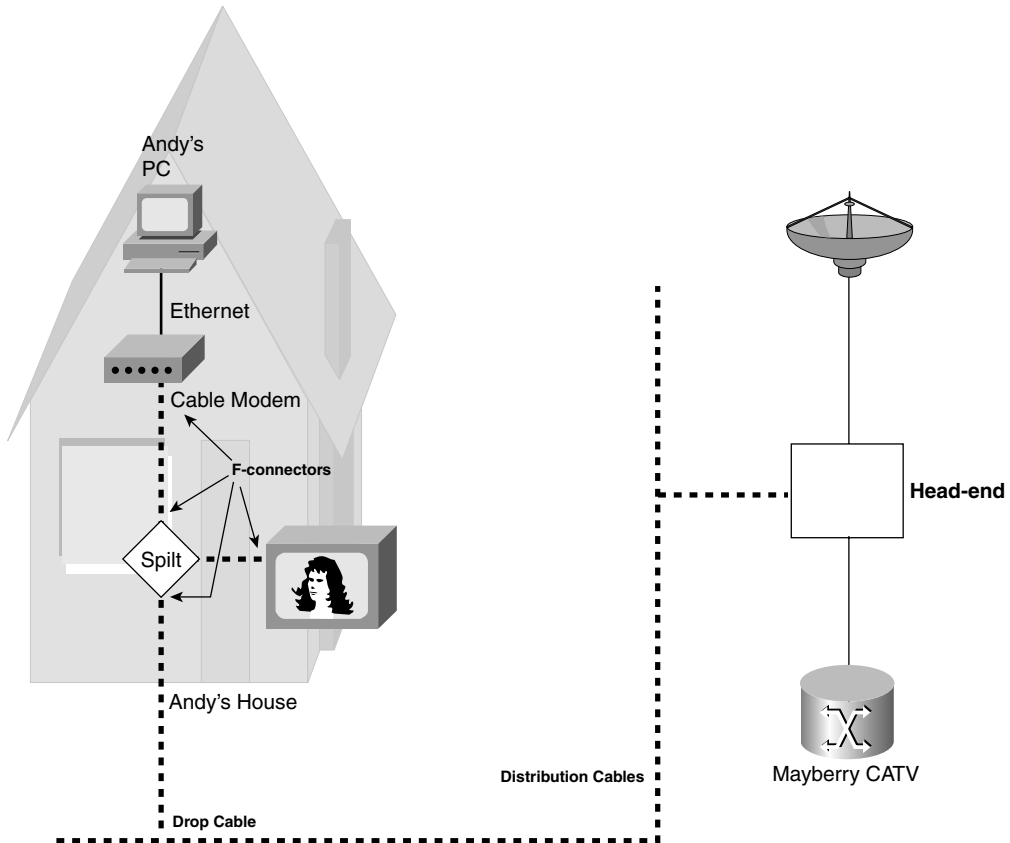 Andy’s
PC
Ethernet
Cable Modem
F-connectors
Head-end
Spilt
Andy’s House
Mayberry CATV
Distribution Cables
Drop Cable